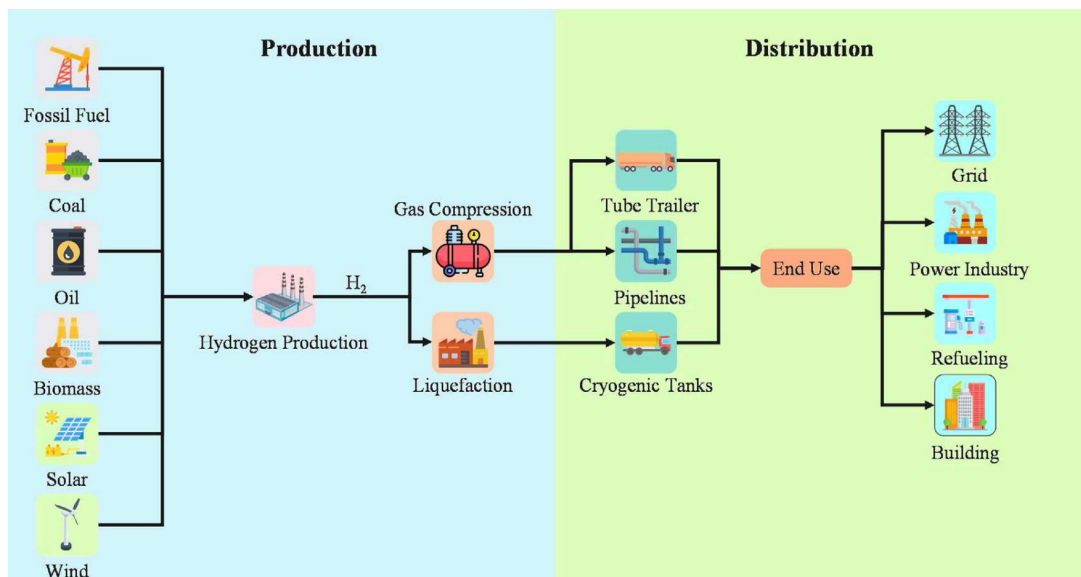 Production
Distribution
Fossil Fuel
Coal
Oil
Biomass
Solar
Wind
Hydrogen Production
H₂
Gas Compression
Liquefaction
Tube Trailer
Pipelines
Cryogenic Tanks
End Use
Grid
Power Industry
Refueling
Building